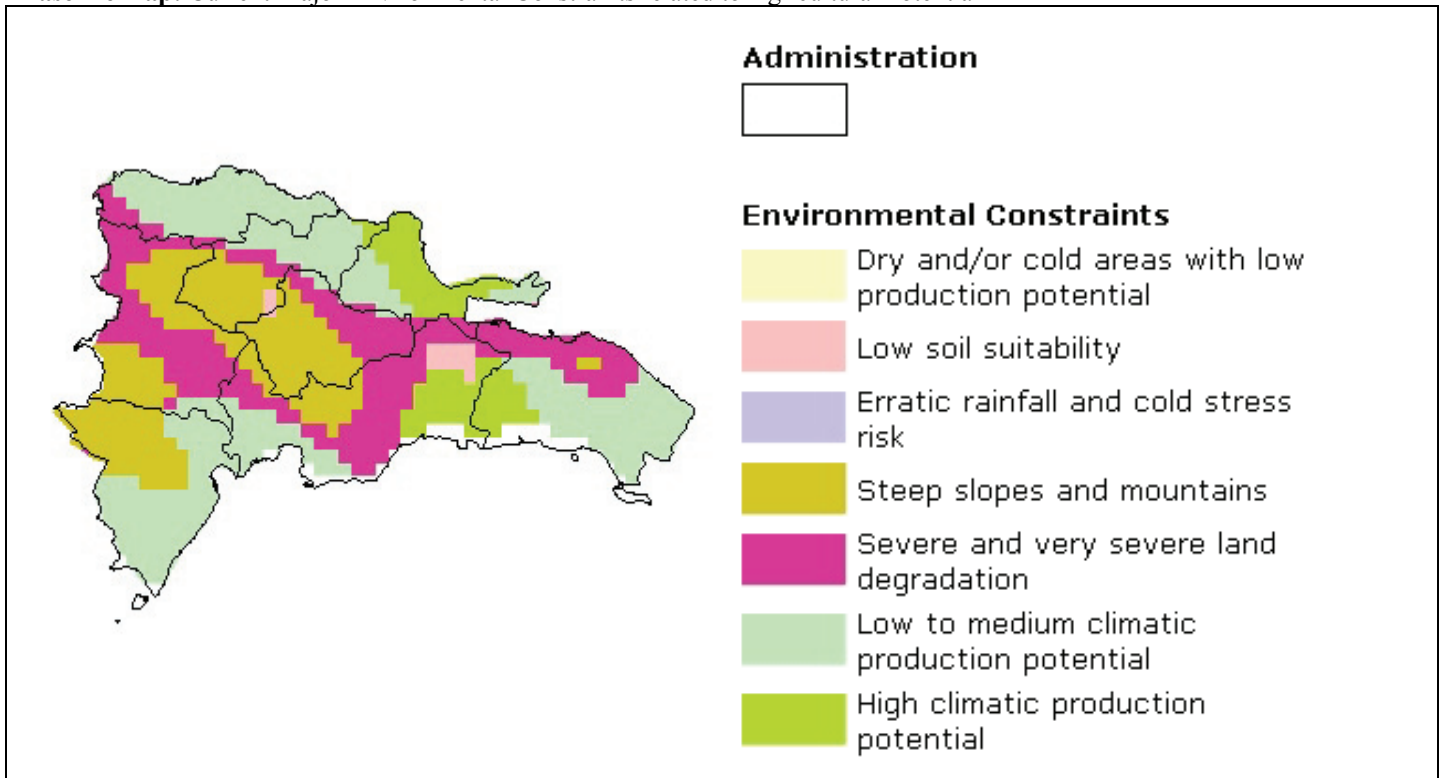 Administration
Environmental Constraints
Dry and/or cold areas with low
production potential
Low soil suitability
Erratic rainfall and cold stress
risk
Steep slopes and mountains
Severe and very severe land
degradation
Low to medium climatic
production potential
High climatic production
potential